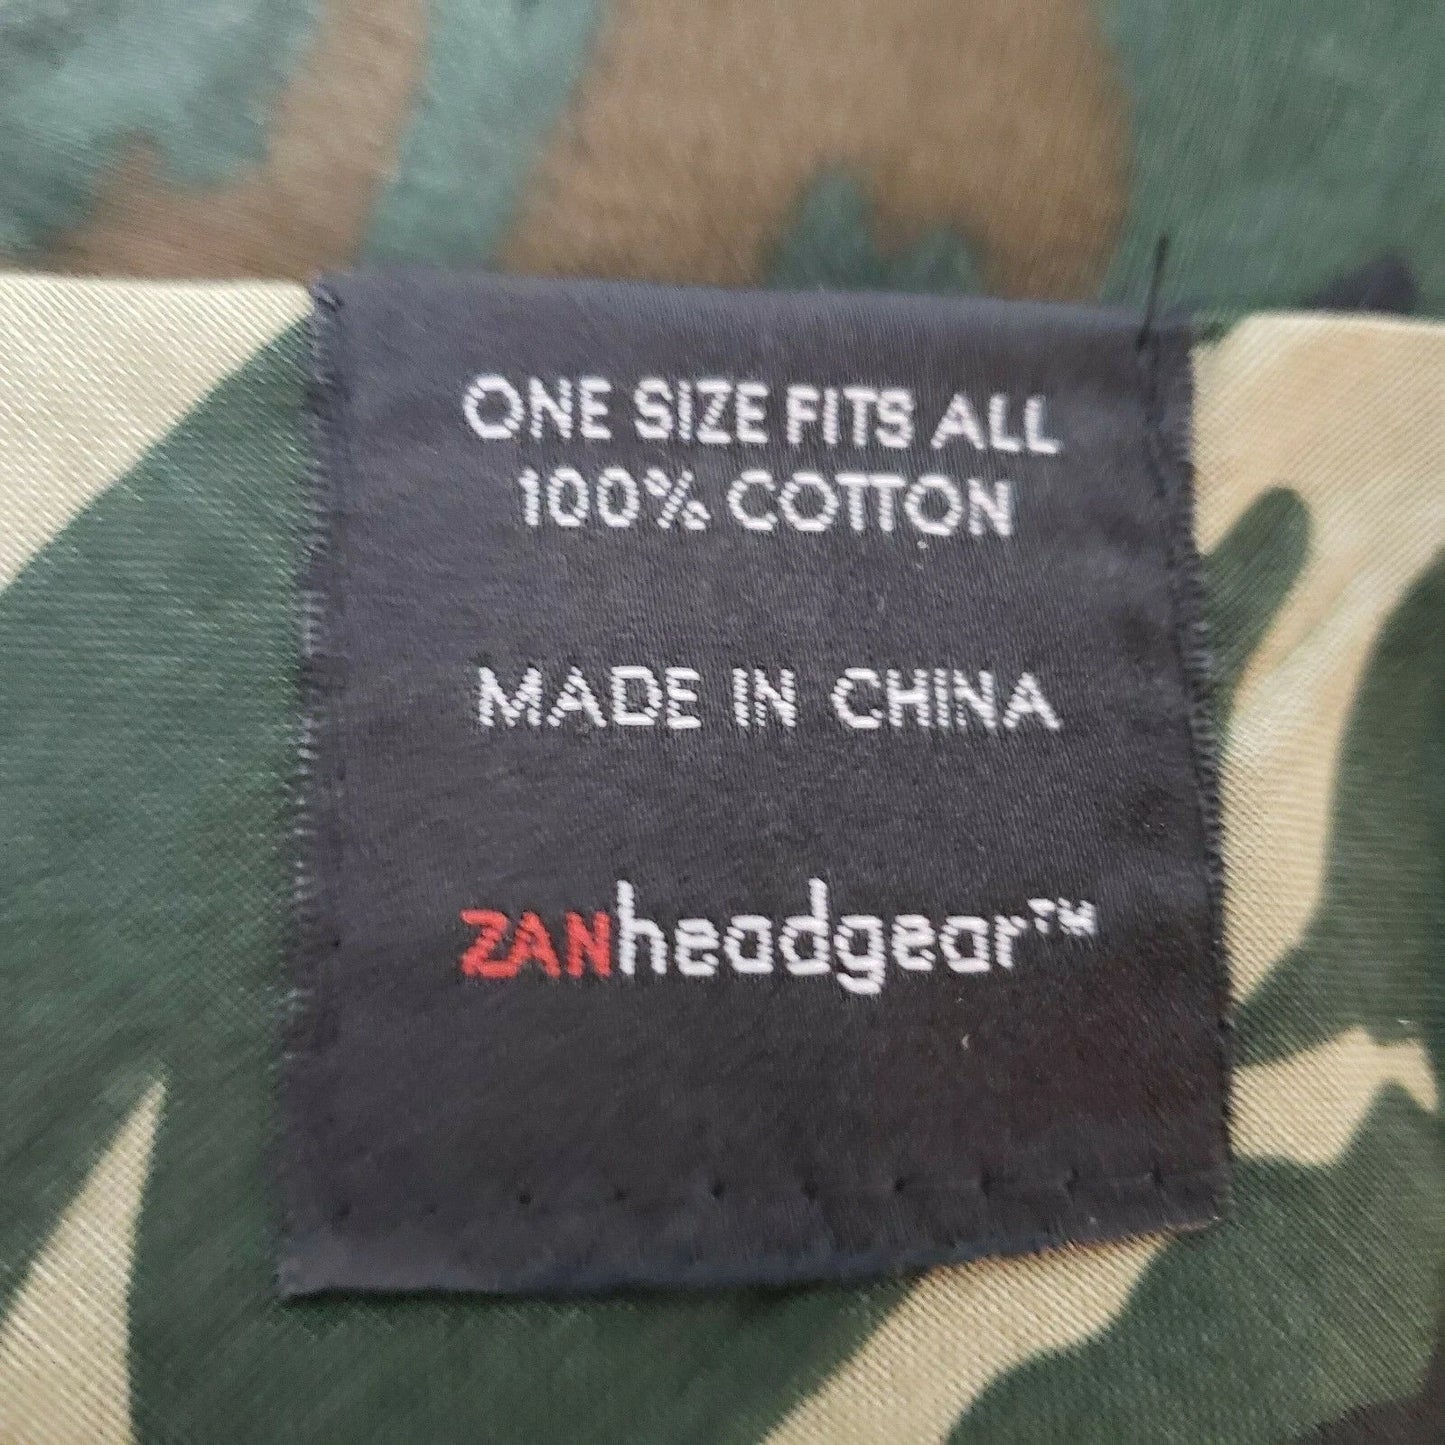 ONE SIZE FITS ALL
100% COTTON
MADE IN CHINA
ZANheadgear™